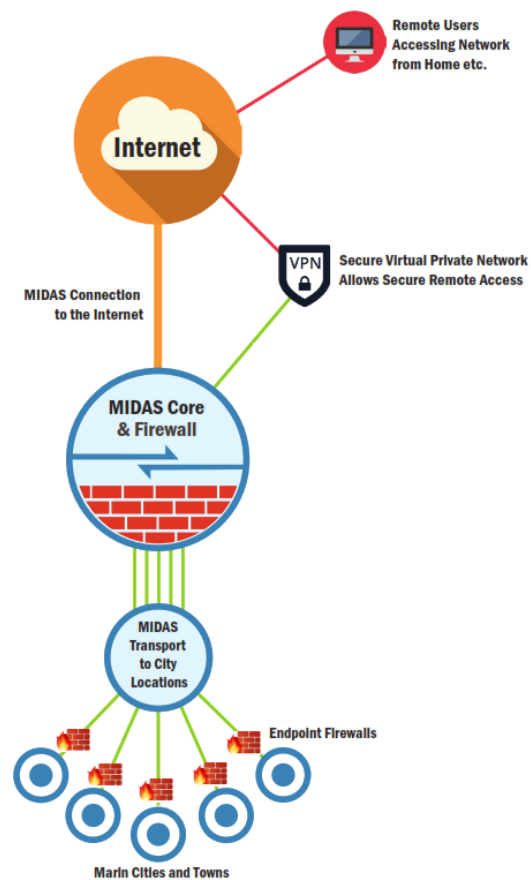 Remote Users
Accessing Network
from Home etc.
Internet
VPN
Secure Virtual Private Network
Allows Secure Remote Access
MIDAS Connection
to the Internet
MIDAS Core
& Firewall
MIDAS
Transport
to City
Locations
Endpoint Firewalls
Marin Cities and Towns